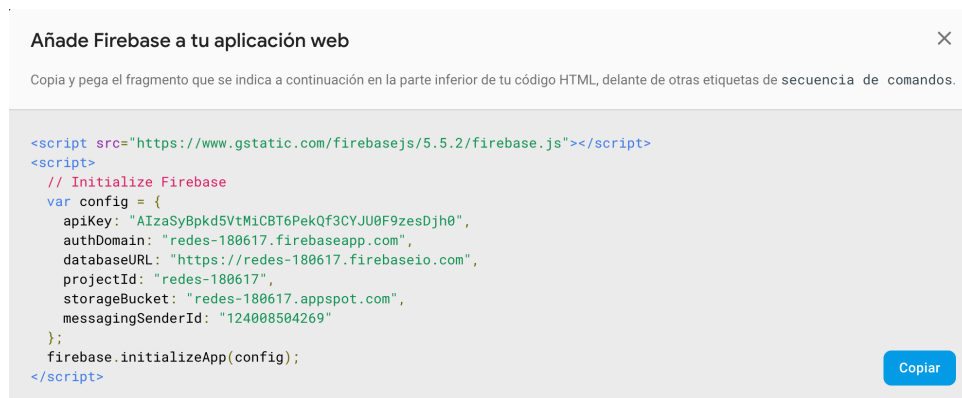 Añade Firebase a tu aplicación web
Copia y pega el fragmento que se indica a continuación en la parte inferior de tu código HTML, delante de otras etiquetas de secuencia de comandos.
<script src="https://www.gstatic.com/firebasejs/5.5.2/firebase.js"></script>
<script>
// Initialize Firebase
var config = {
apiKey: "AIzaSyBpkd5VtMiCBT6PekQf3CYJU0F9zesDjh0",
authDomain: "redes-180617.firebaseapp.com",
databaseURL: "https://redes-180617.firebaseio.com",
projectId: "redes-180617",
storageBucket: "redes-180617.appspot.com",
messagingSenderId: "124008504269"
};
firebase.initializeApp(config);
</script>
Copiar